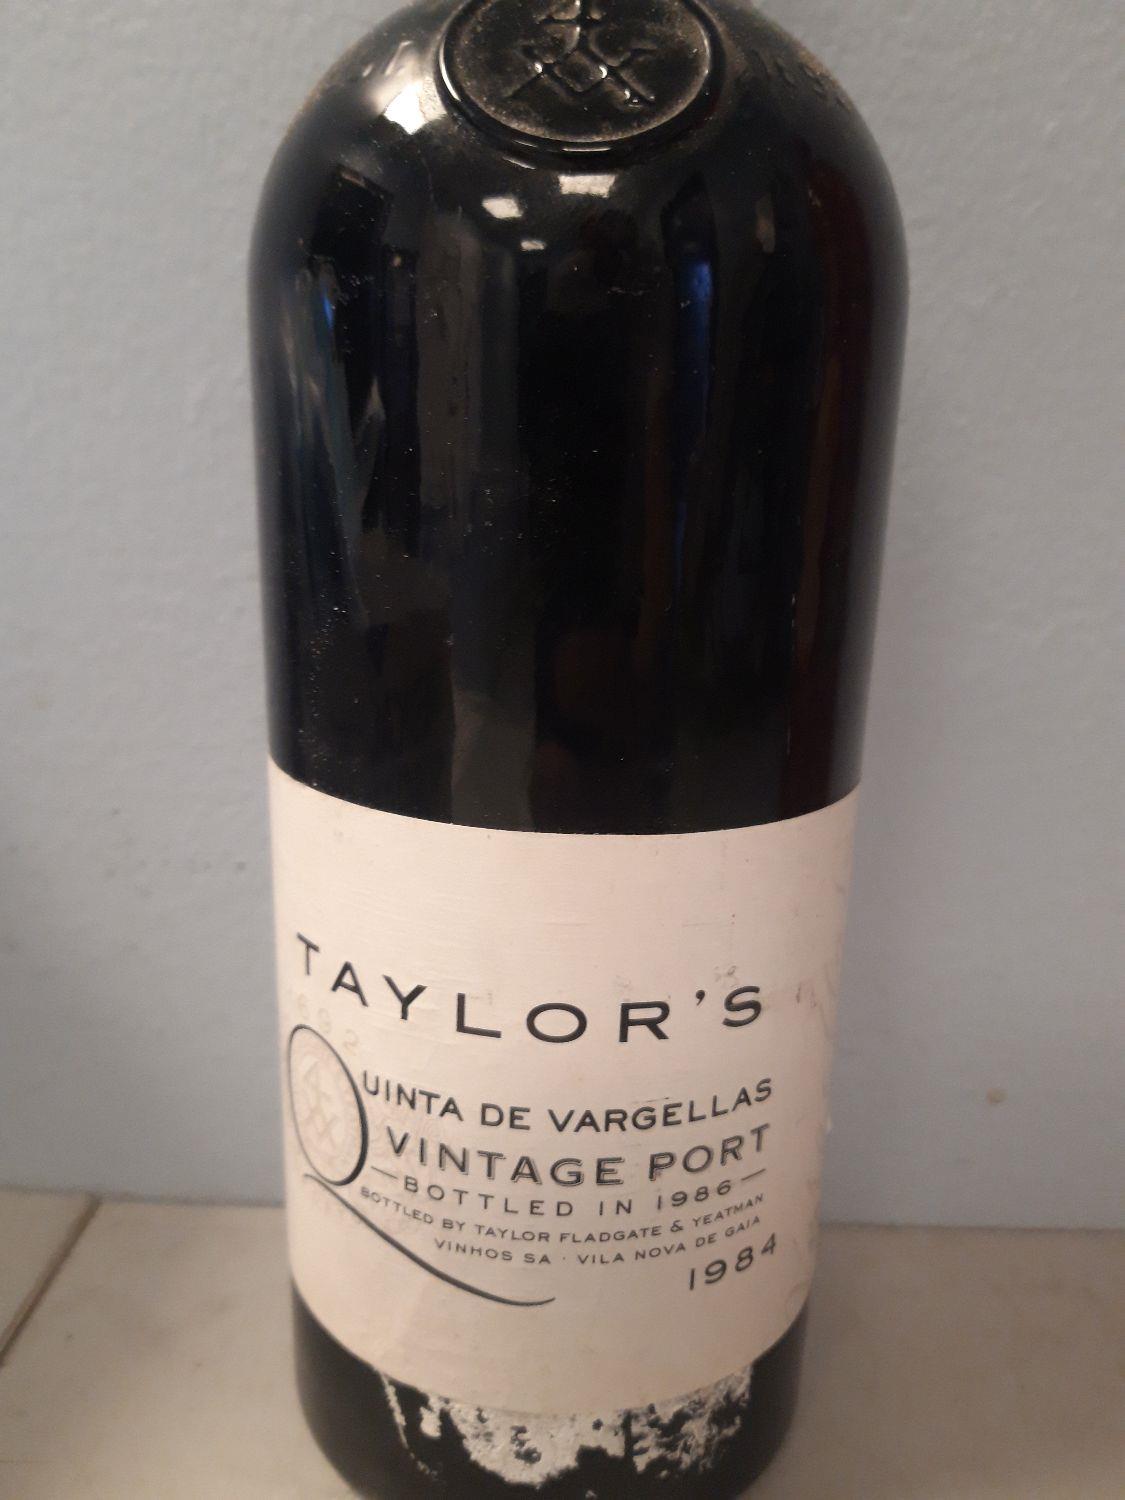 TAYLOR'S
1692
QUINTA DE VARGELLAS
VINTAGE PORT
BOTTLED IN 1986
BOTTLED BY TAYLOR FLADGATE & YEATMAN
VINHOS SA · VILA NOVA DE GAIA
1984